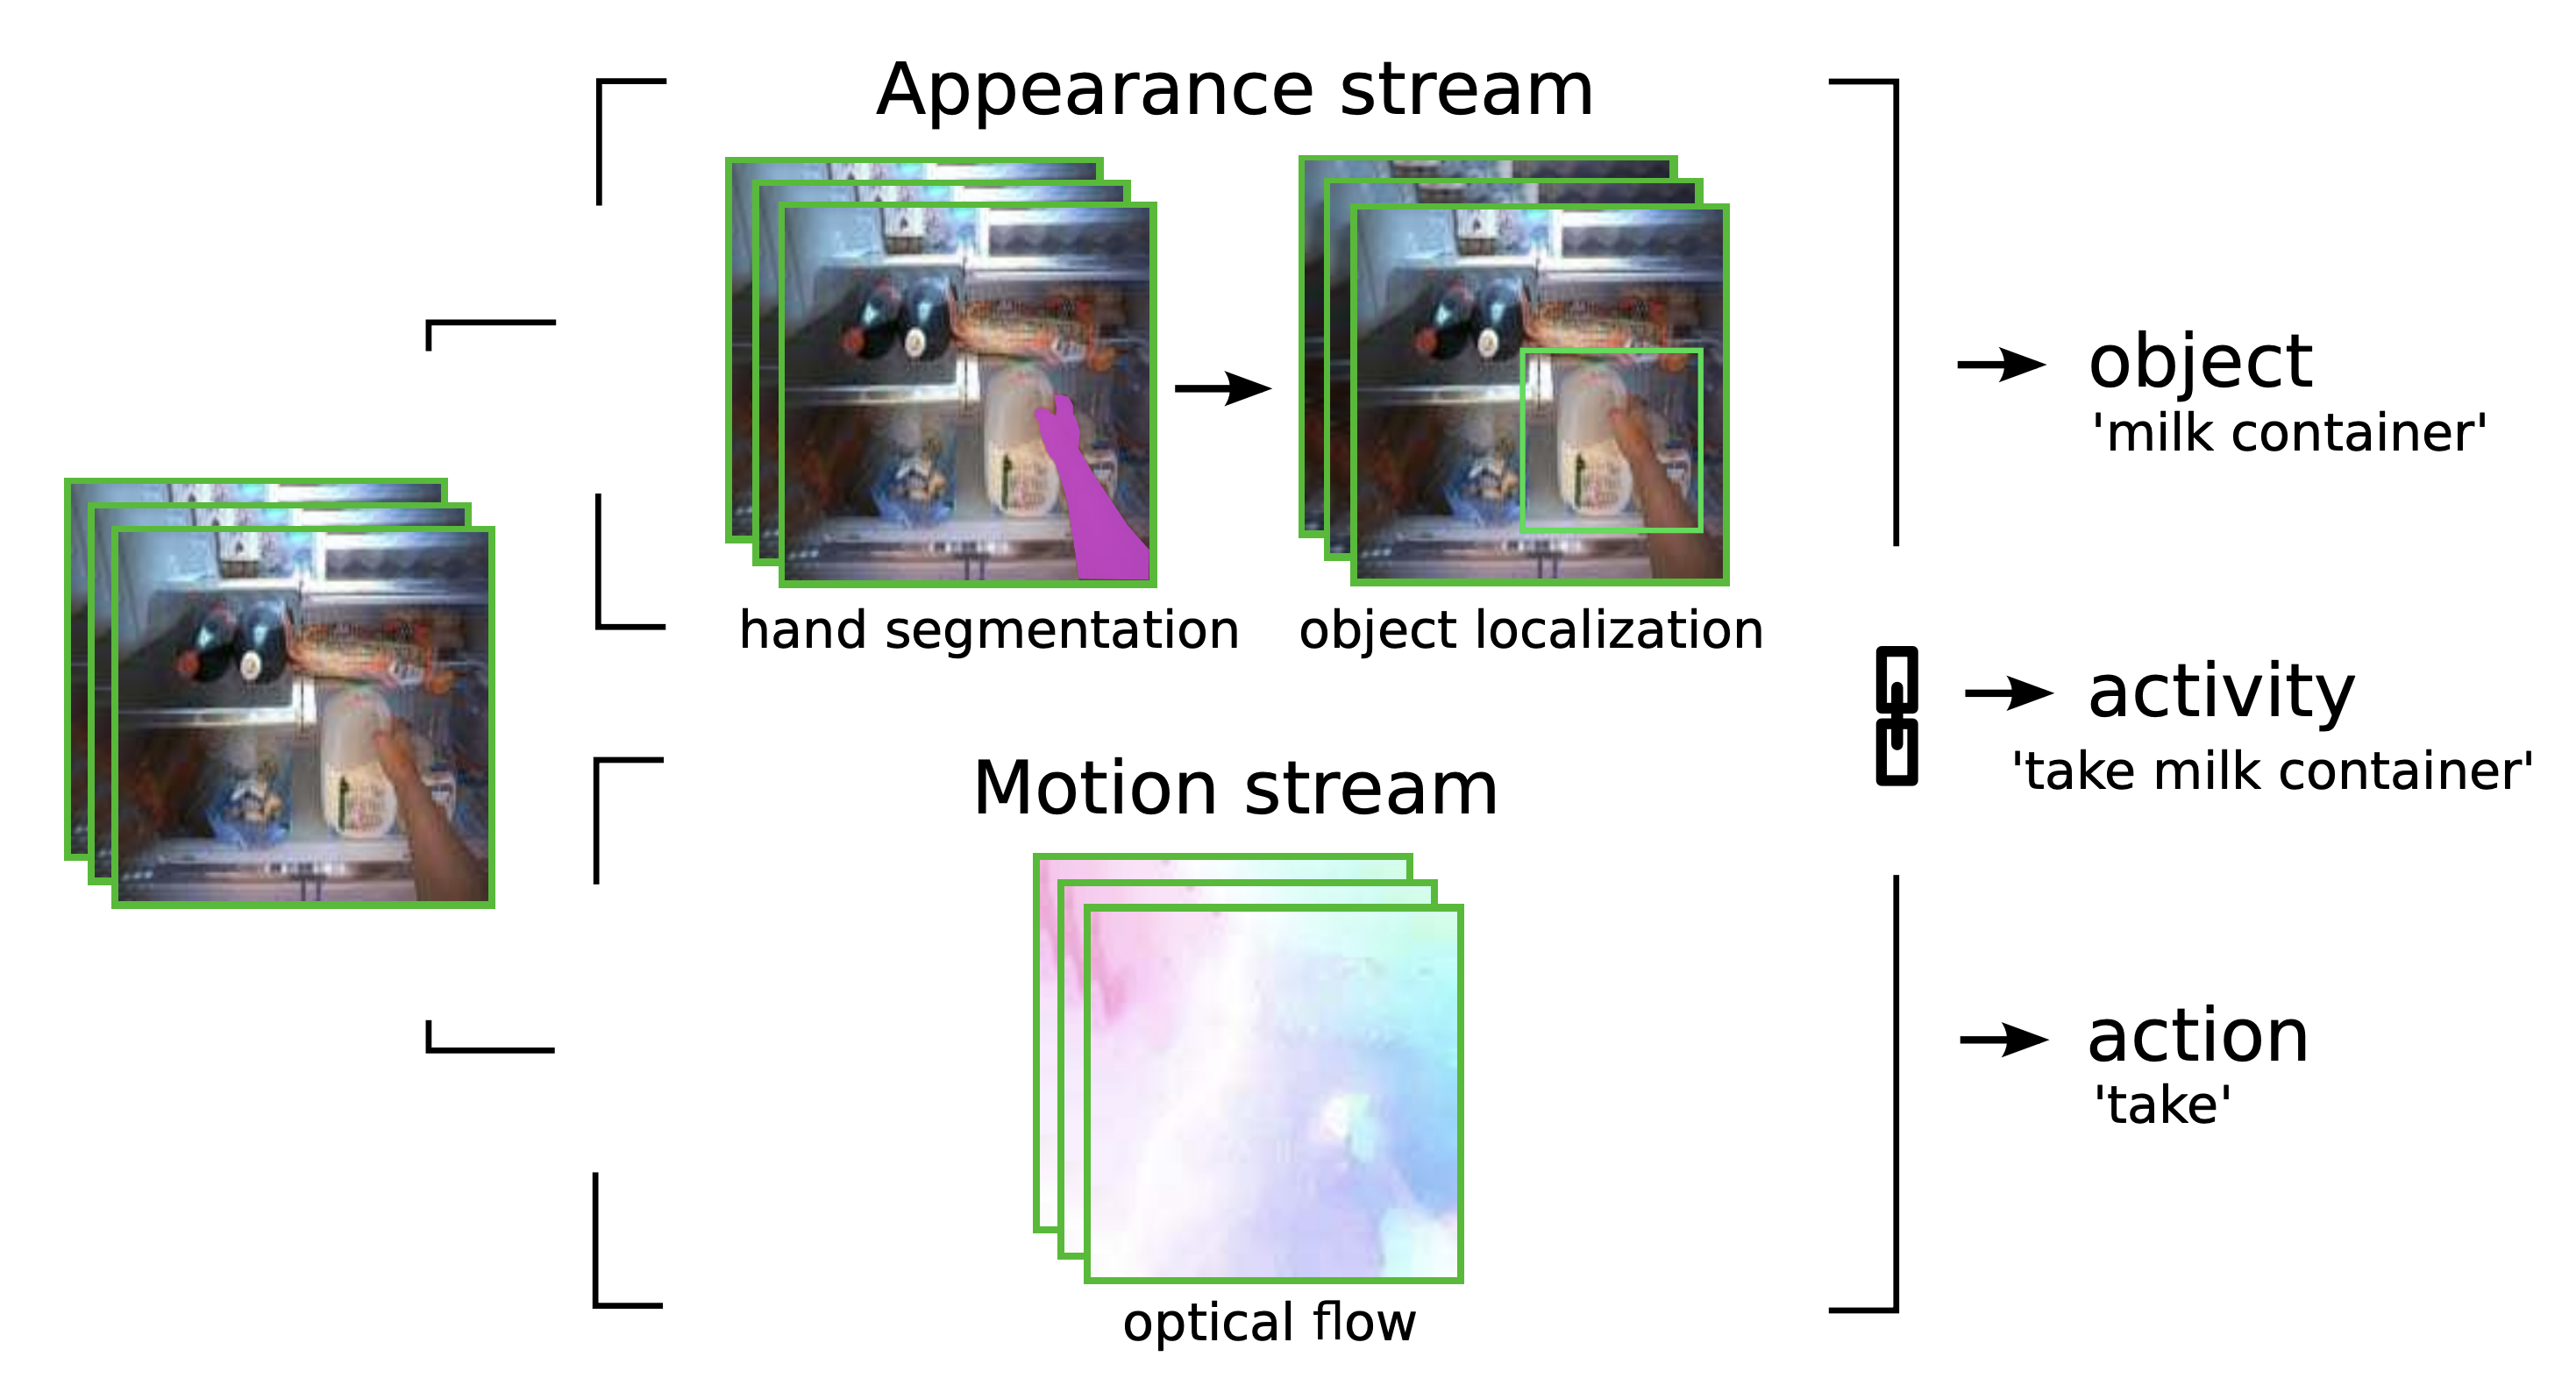 Appearance stream
hand segmentation
object localization
Motion stream
optical flow
object
'milk container'
activity
'take milk container'
action
'take'